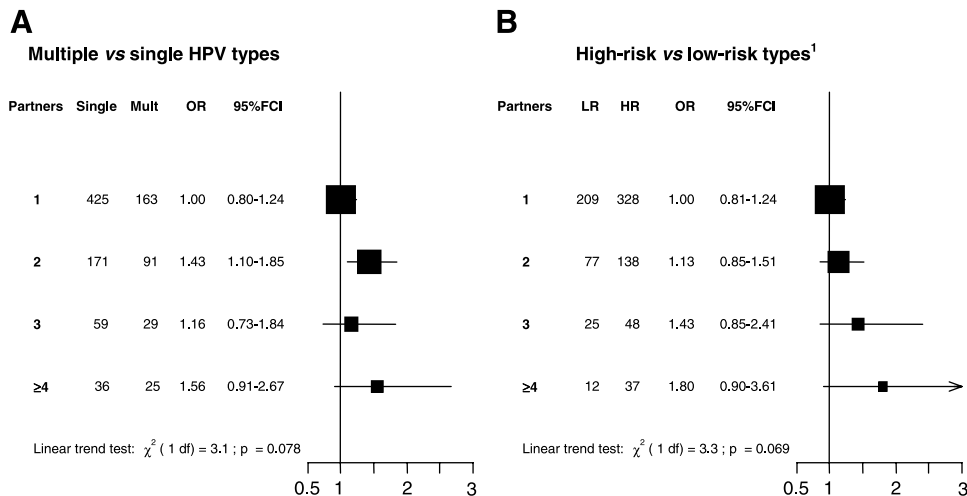 A
Multiple vs single HPV types
Partners Single Mult OR 95%FCI
1 425 163 1.00 0.80-1.24
2 171 91 1.43 1.10-1.85
3 59 29 1.16 0.73-1.84
≥4 36 25 1.56 0.91-2.67
Linear trend test: χ² ( 1 df) = 3.1 ; p = 0.078
0.5 1 2 3
B
High-risk vs low-risk types¹
Partners LR HR OR 95%FCI
1 209 328 1.00 0.81-1.24
2 77 138 1.13 0.85-1.51
3 25 48 1.43 0.85-2.41
≥4 12 37 1.80 0.90-3.61
Linear trend test: χ² ( 1 df) = 3.3 ; p = 0.069
0.5 1 2 3